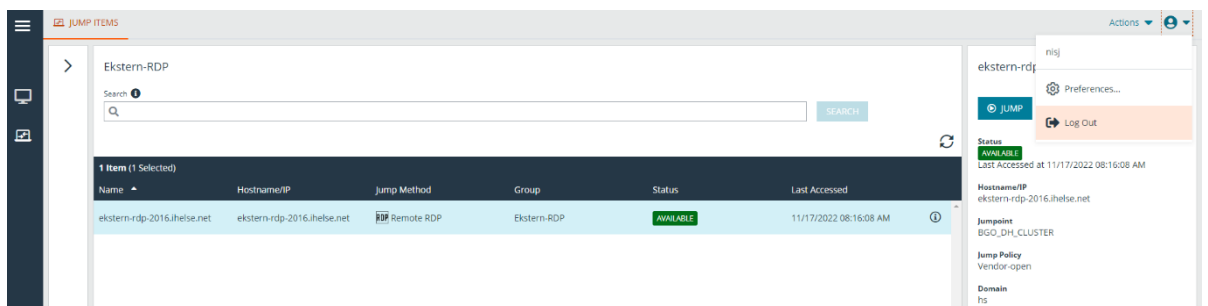 JUMP ITEMS
Actions
nisj
Preferences...
Log Out
Ekstern-RDP
Search
SEARCH
1 Item (1 Selected)
Name Hostname/IP Jump Method Group Status Last Accessed
ekstern-rdp-2016.ihelse.net ekstern-rdp-2016.ihelse.net RDP Remote RDP Ekstern-RDP AVAILABLE 11/17/2022 08:16:08 AM
ekstern-rdp
JUMP
Status
AVAILABLE
Last Accessed at 11/17/2022 08:16:08 AM
Hostname/IP
ekstern-rdp-2016.ihelse.net
Jumpoint
BGO_DH_CLUSTER
Jump Policy
Vendor-open
Domain
hs